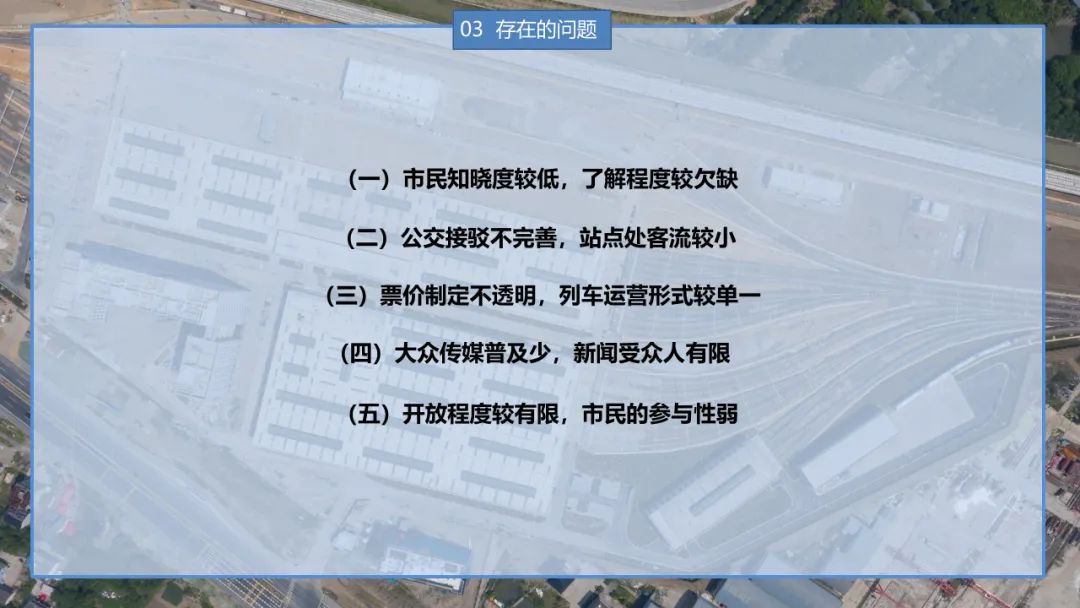 03 存在的问题
（一）市民知晓度较低，了解程度较欠缺
（二）公交接驳不完善，站点处客流较小
（三）票价制定不透明，列车运营形式较单一
（四）大众传媒普及少，新闻受众人有限
（五）开放程度较有限，市民的参与性弱